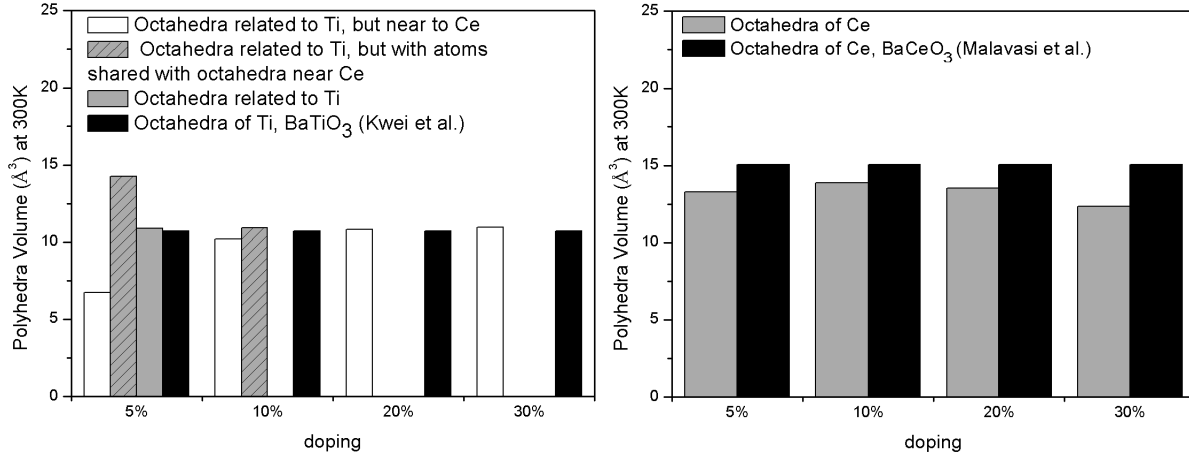 25
20
15
10
5
0
Polyhedra Volume (Å³) at 300K
Octahedra related to Ti, but near to Ce
Octahedra related to Ti, but with atoms
shared with octahedra near Ce
Octahedra related to Ti
Octahedra of Ti, BaTiO₃ (Kwei et al.)
5% 10% 20% 30%
doping
25
20
15
10
5
0
Polyhedra Volume (Å³) at 300K
Octahedra of Ce
Octahedra of Ce, BaCeO₃ (Malavasi et al.)
5% 10% 20% 30%
doping